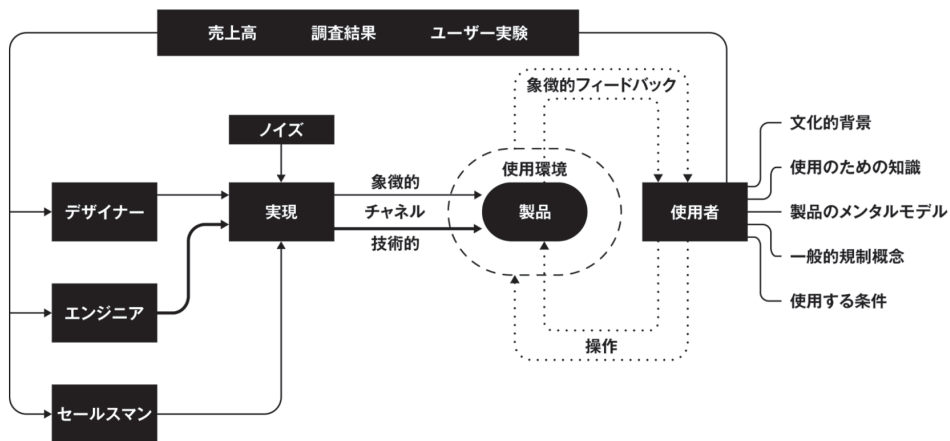 売上高 調査結果 ユーザー実験
象徴的フィードバック
ノイズ
文化的背景
使用環境
使用のための知識
象徴的
デザイナー
実現
チャネル
製品
使用者
製品のメンタルモデル
技術的
一般的規制概念
使用する条件
エンジニア
操作
セールスマン